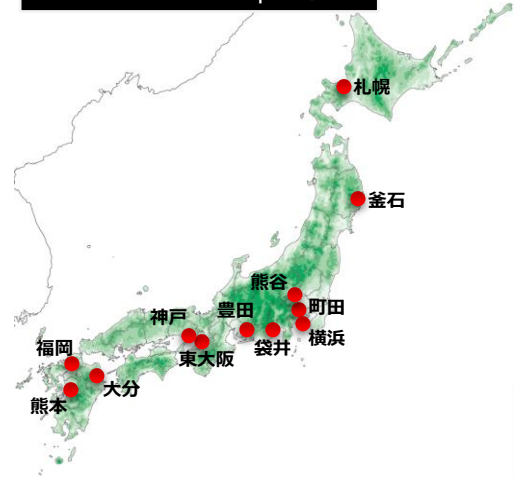 札幌
釜石
熊谷
町田
横浜
袋井
豊田
東大阪
神戸
福岡
大分
熊本